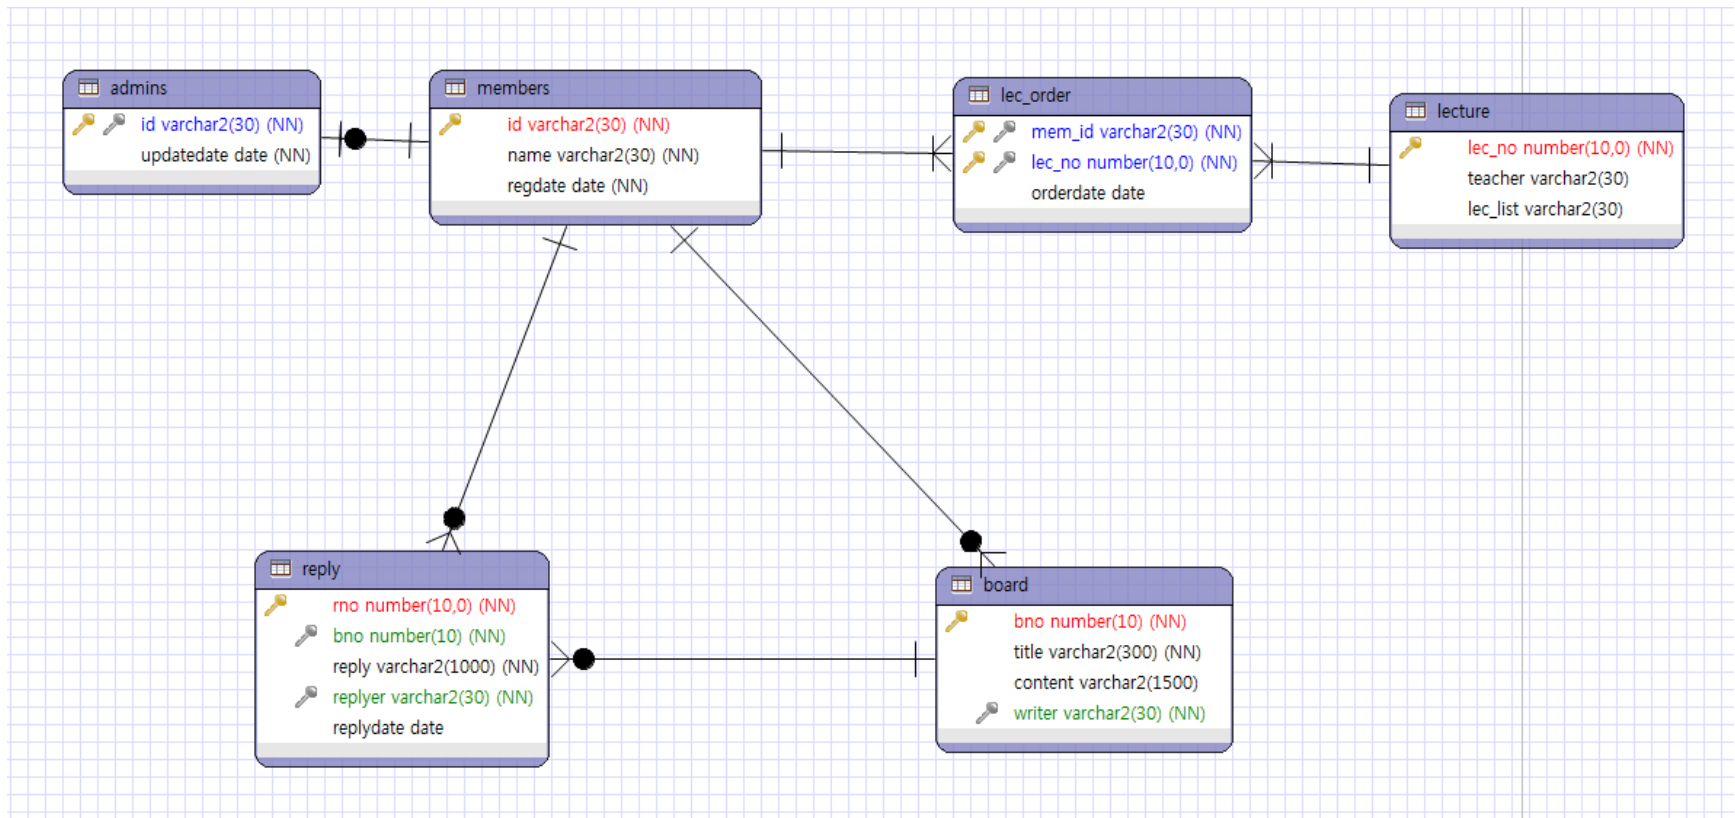 admins
id varchar2(30) (NN)
updatedate date (NN)
members
id varchar2(30) (NN)
name varchar2(30) (NN)
regdate date (NN)
lec_order
mem_id varchar2(30) (NN)
lec_no number(10,0) (NN)
orderdate date
lecture
lec_no number(10,0) (NN)
teacher varchar2(30)
lec_list varchar2(30)
reply
rno number(10,0) (NN)
bno number(10) (NN)
reply varchar2(1000) (NN)
replyer varchar2(30) (NN)
replydate date
board
bno number(10) (NN)
title varchar2(300) (NN)
content varchar2(1500)
writer varchar2(30) (NN)